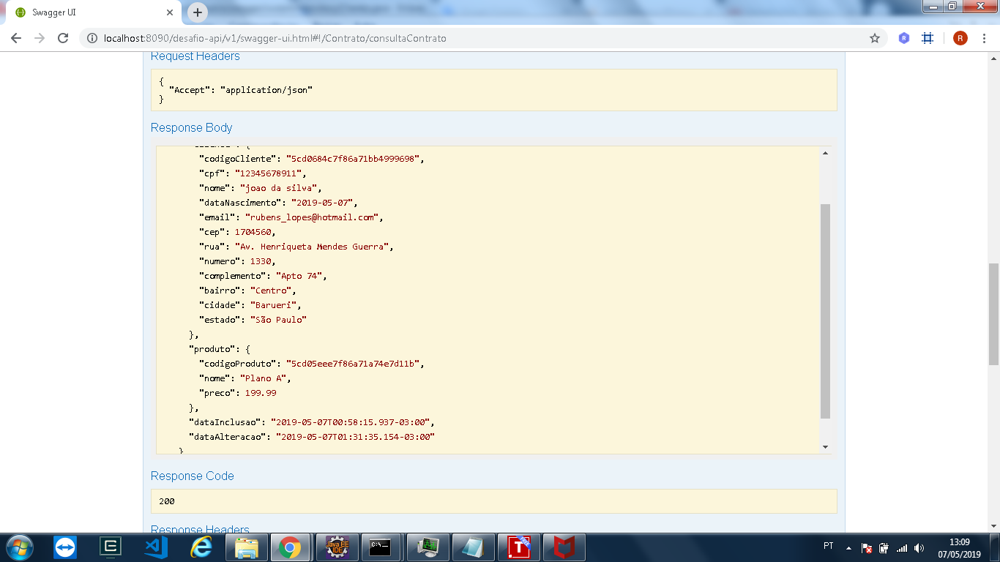 Swagger UI
localhost:8090/desafio-api/v1/swagger-ui.html#!/Contrato/consultaContrato
R
R
Request Headers
{
"Accept": "application/json"
}
Response Body
"codigoCliente": "5cd0684c7f86a71bb4999698",
"cpf": "12345678911",
"nome": "joao da silva",
"dataNascimento": "2019-05-07",
"email": "rubens_lopes@hotmail.com",
"cep": 1704560,
"rua": "Av. Henriqueta Mendes Guerra",
"numero": 1330,
"complemento": "Apto 74",
"bairro": "Centro",
"cidade": "Barueri",
"estado": "São Paulo"
},
"produto": {
"codigoProduto": "5cd05eee7f86a71a74e7d11b",
"nome": "Plano A",
"preco": 199.99
},
"dataInclusao": "2019-05-07T00:58:15.937-03:00",
"dataAlteracao": "2019-05-07T01:31:35.154-03:00"
}
Response Code
200
Response Headers
Java EE
IDE
C:\
T
PT
13:09
07/05/2019